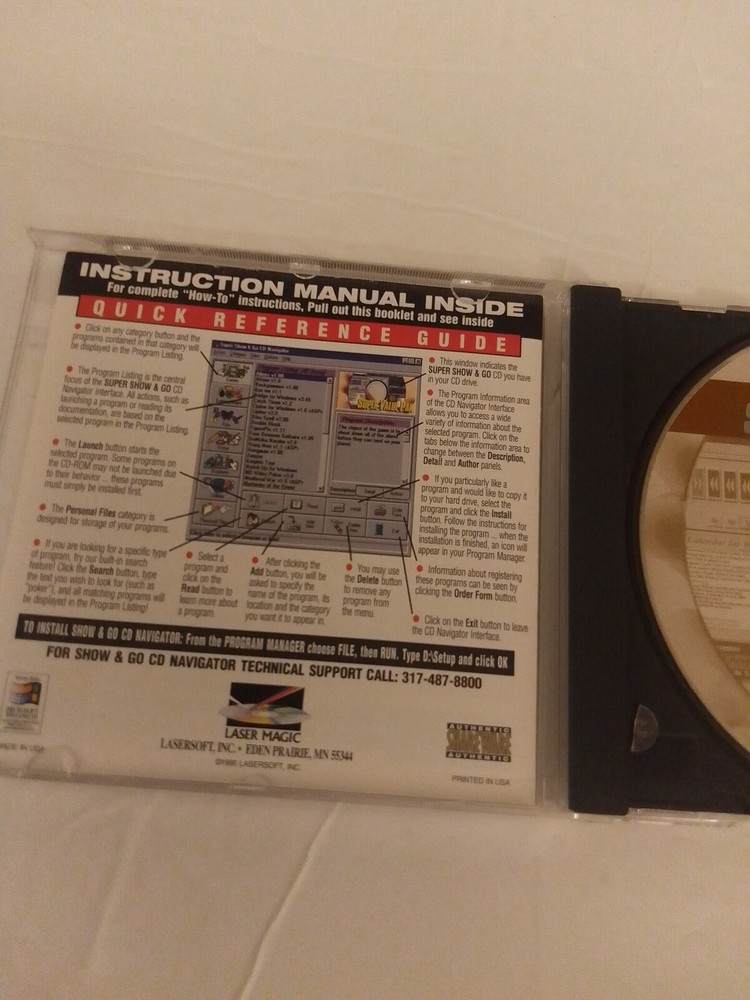 INSTRUCTION MANUAL INSIDE
For complete "How-To" instructions, Pull out this booklet and see inside
QUICK REFERENCE GUIDE
• Click on any category button and the
programs contained in that category will
be displayed in the Program Listing.
• The Program Listing is the central
focus of the SUPER SHOW & GO CD
Navigator interface. All actions, such as
launching a program or reading its
documentation, are based on the
selected program in the Program Listing.
• The Launch button starts the
selected program. Some programs on
the CD-ROM may not be launched due
to their behavior ... these programs
must simply be installed first.
• The Personal Files category is
designed for storage of your programs.
• If you are looking for a specific type
of program, try our built-in search
feature! Click the Search button, type
the text you wish to look for (such as
"poker"), and all matching programs will
be displayed in the Program Listing!
• Select a
program and
click on the
Read button to
learn more about
a program.
• After clicking the
Add button, you will be
asked to specify the
name of the program, its
location and the category
you want it to appear in.
• You may use
the Delete button
to remove any
program from
the menu.
• This window indicates the
SUPER SHOW & GO CD you have
in your CD drive.
• The Program Information area
of the CD Navigator Interface
allows you to access a wide
variety of information about the
selected program. Click on the
tabs below the information area to
change between the Description,
Detail and Author panels.
• If you particularly like a
program and would like to copy it
to your hard drive, select the
program and click the Install
button. Follow the instructions for
installing the program ... when the
installation is finished, an icon will
appear in your Program Manager.
• Information about registering
these programs can be seen by
clicking the Order Form button.
• Click on the Exit button to leave
the CD Navigator Interface.
Super Show & Go CD Navigator
SUPER VALUE PAK
TO INSTALL SHOW & GO CD NAVIGATOR: From the PROGRAM MANAGER choose FILE, then RUN. Type D:\Setup and click OK
FOR SHOW & GO CD NAVIGATOR TECHNICAL SUPPORT CALL: 317-487-8800
LASER MAGIC
LASERSOFT, INC. • EDEN PRAIRIE, MN 55344
©1995 LASERSOFT, INC.
MADE IN USA
AUTHENTIC
SHAREWARE
AUTHENTIC
PRINTED IN USA